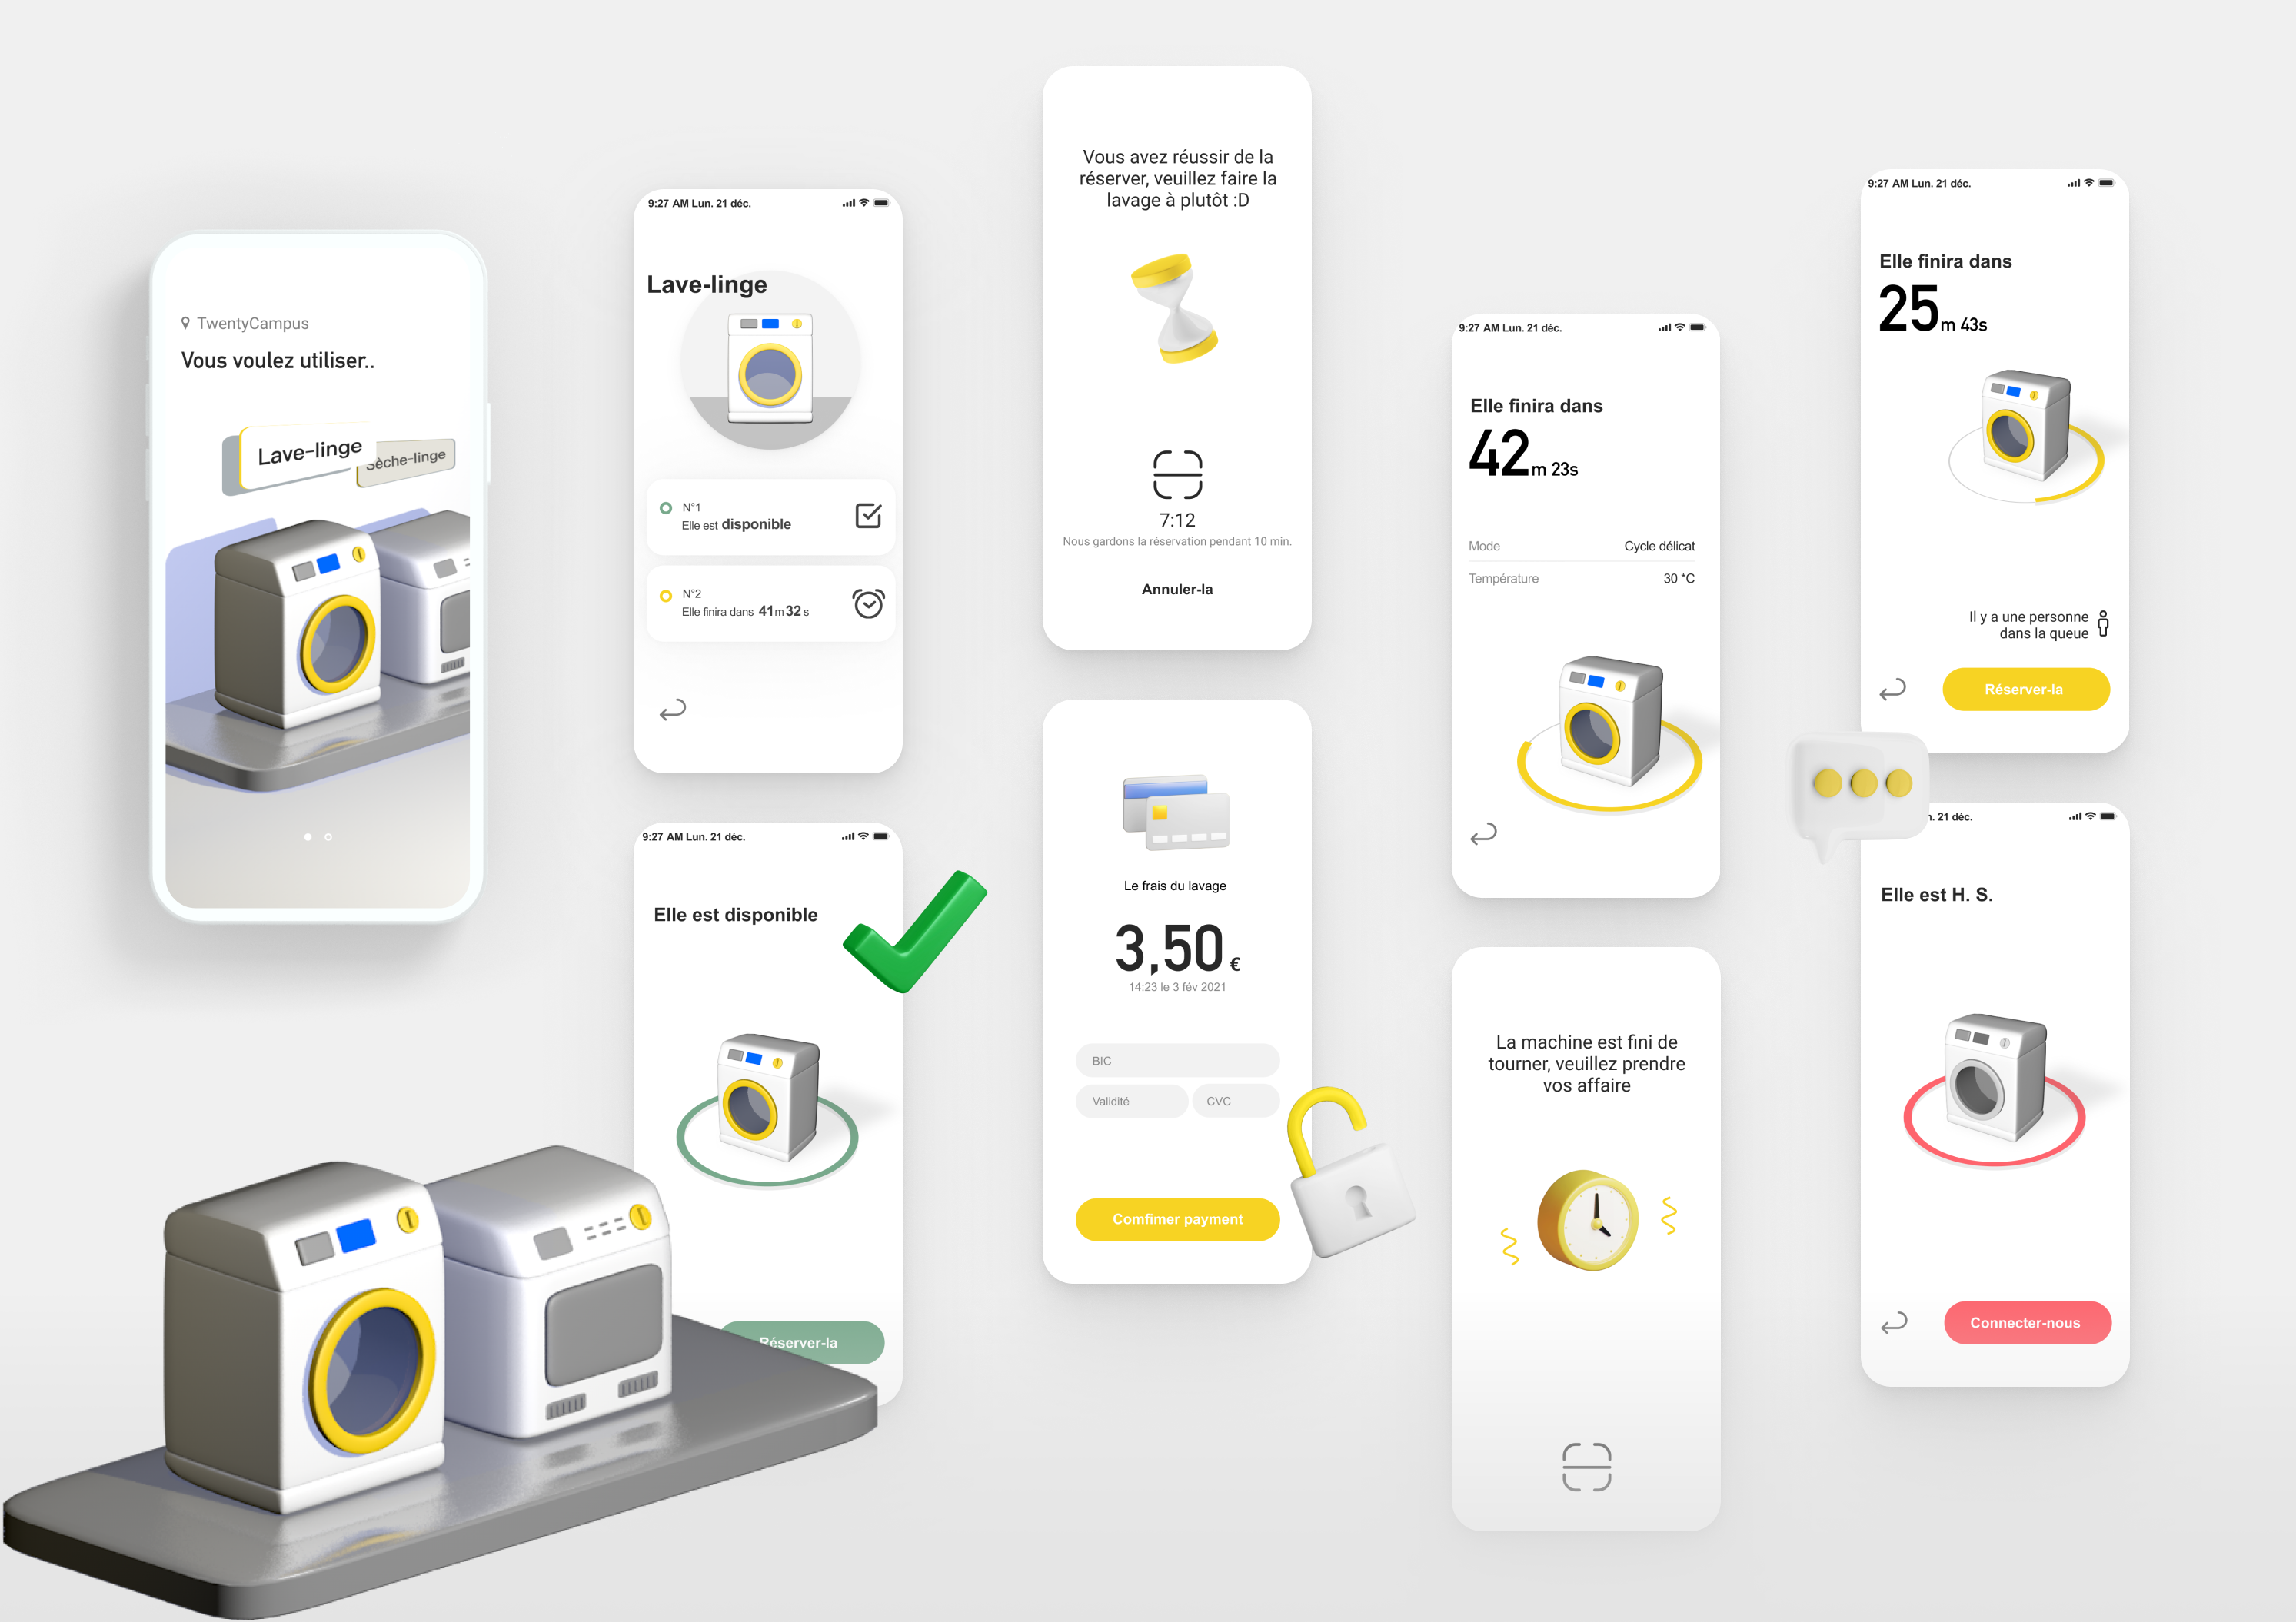 TwentyCampus
Vous voulez utiliser..
Lave-linge
Sèche-linge
9:27 AM Lun. 21 déc.
Lave-linge
N°1
Elle est disponible
N°2
Elle finira dans 41m 32 s
9:27 AM Lun. 21 déc.
Elle est disponible
Réserver-la
Vous avez réussir de la
réserver, veuillez faire la
lavage à plutôt :D
7:12
Nous gardons la réservation pendant 10 min.
Annuler-la
Le frais du lavage
3,50 €
14:23 le 3 fév 2021
BIC
Validité
CVC
Comfimer payment
9:27 AM Lun. 21 déc.
Elle finira dans
42m 23s
Mode
Cycle délicat
Température
30 °C
La machine est fini de
tourner, veuillez prendre
vos affaire
9:27 AM Lun. 21 déc.
Elle finira dans
25m 43s
Il y a une personne
dans la queue
Réserver-la
21 déc.
Elle est H. S.
Connecter-nous